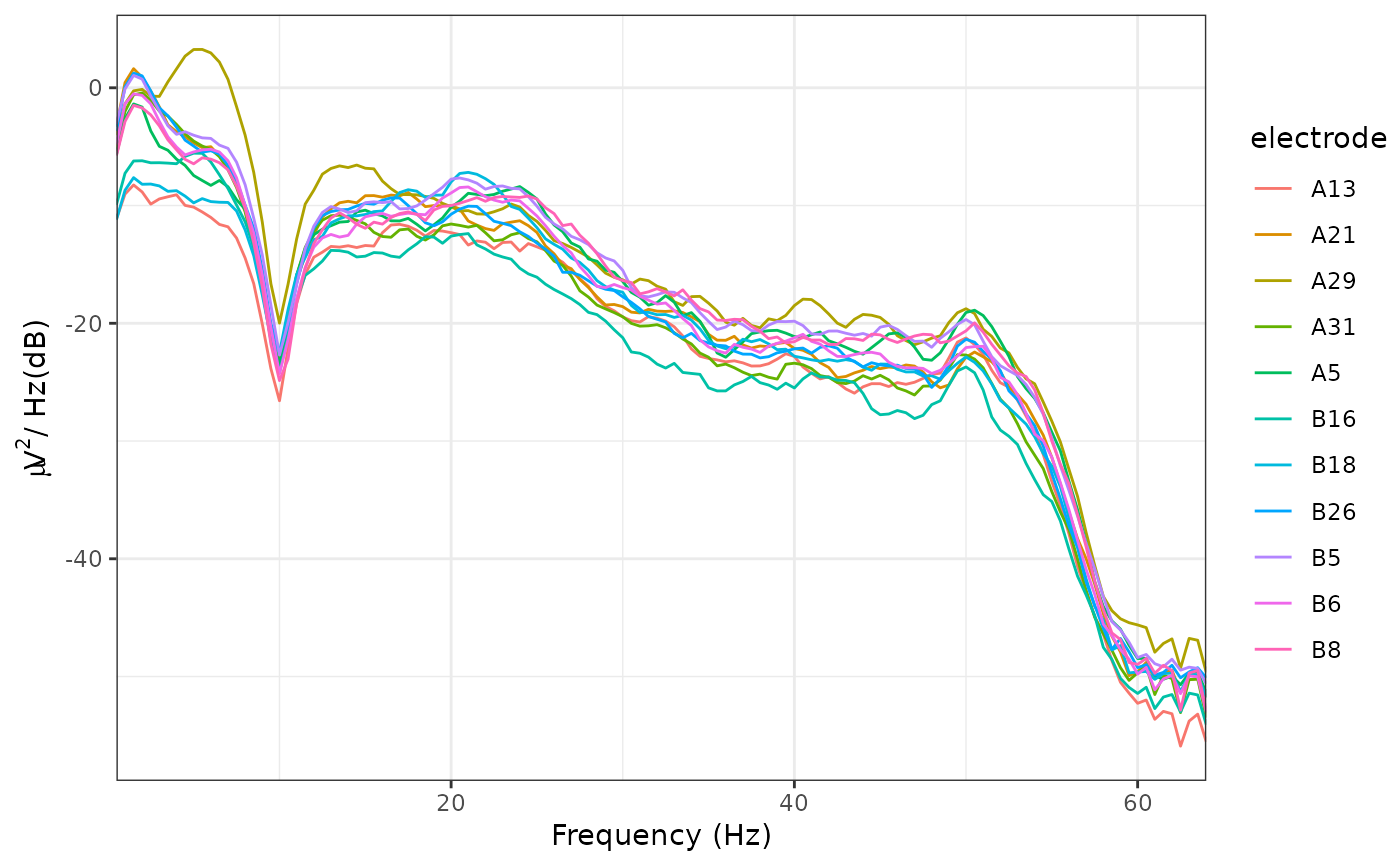 μV²/ Hz(dB)
0
-20
-40
20
40
60
Frequency (Hz)
electrode
A13
A21
A29
A31
A5
B16
B18
B26
B5
B6
B8